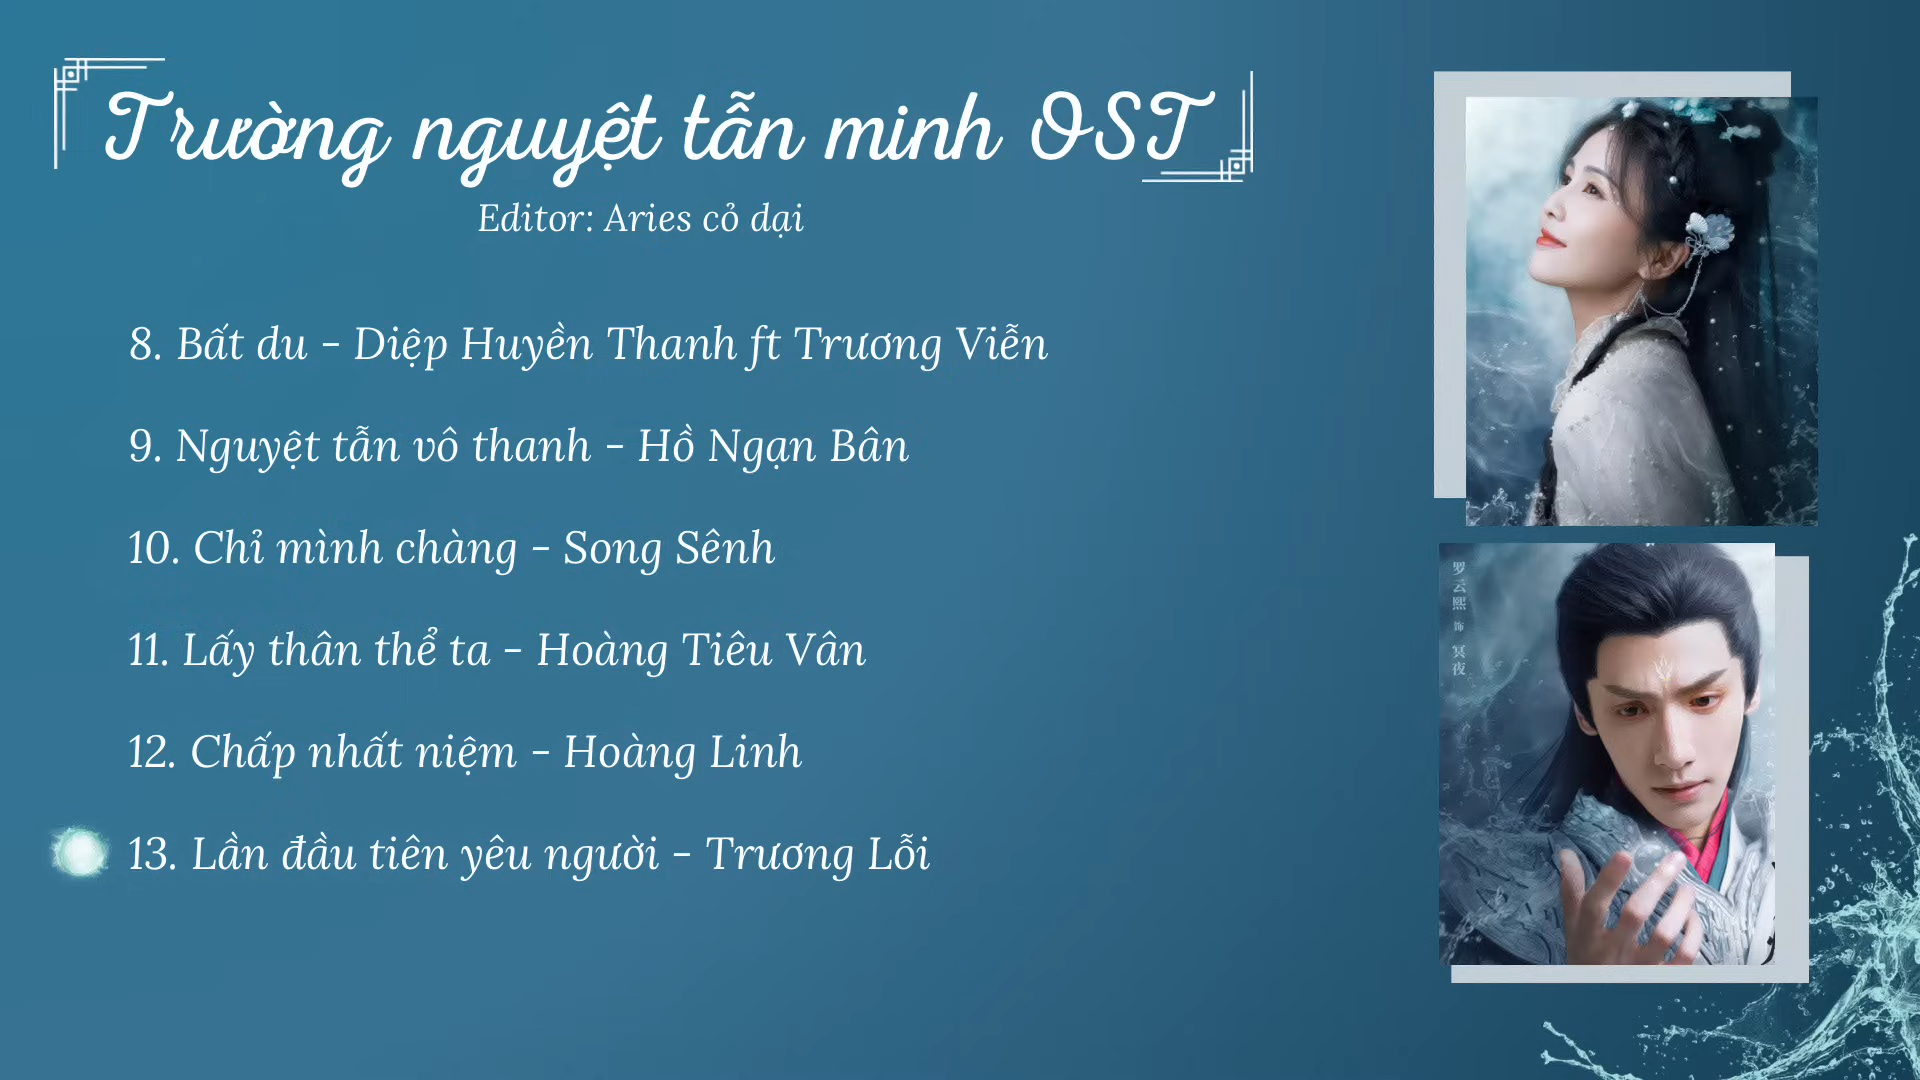 Trường nguyệt tẫn minh OST
Editor: Aries cỏ dại
8. Bất du - Diệp Huyền Thanh ft Trương Viễn
9. Nguyệt tẫn vô thanh - Hồ Ngạn Bân
10. Chỉ mình chàng - Song Sênh
11. Lấy thân thể ta - Hoàng Tiêu Vân
12. Chấp nhất niệm - Hoàng Linh
13. Lần đầu tiên yêu người - Trương Lỗi
罗云熙 饰 冥夜